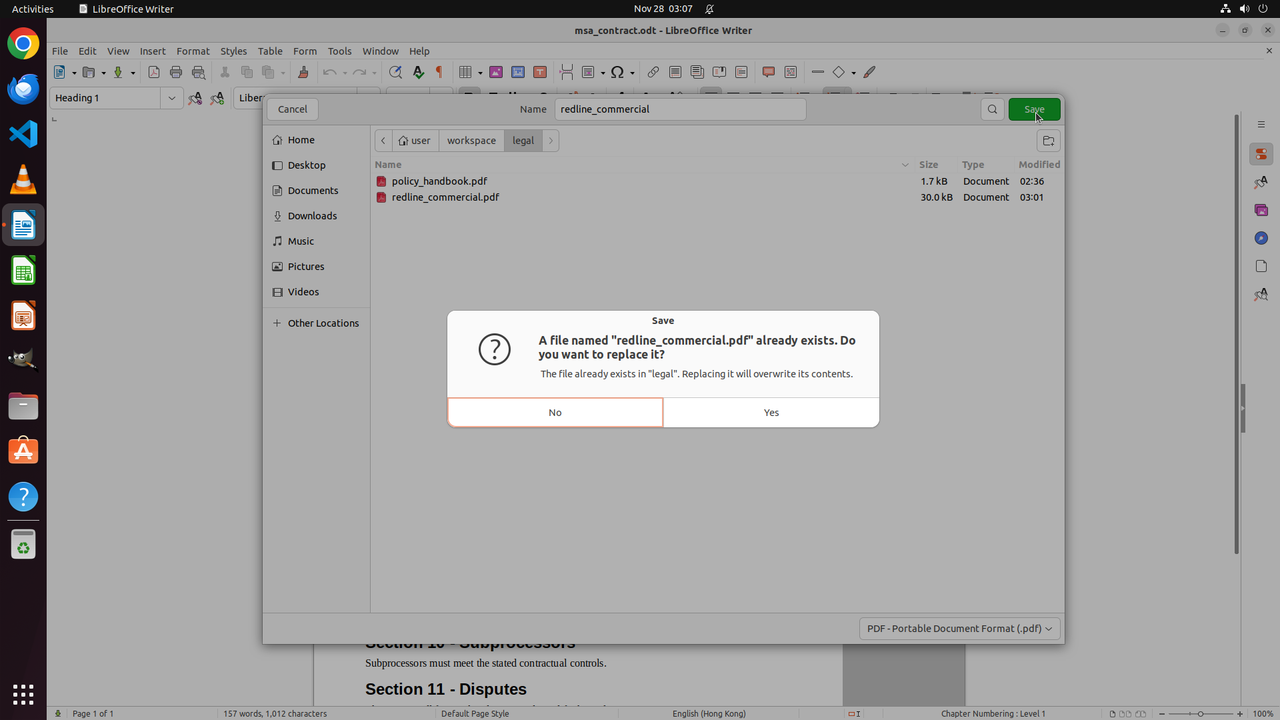 Activities
LibreOffice Writer
Nov 28 03:07
msa_contract.odt - LibreOffice Writer
File Edit View Insert Format Styles Table Form Tools Window Help
Heading 1
Liber
Cancel
Name
redline_commercial
Save
Home
Desktop
Documents
Downloads
Music
Pictures
Videos
Other Locations
user
workspace
legal
Name Size Type Modified
policy_handbook.pdf 1.7 kB Document 02:36
redline_commercial.pdf 30.0 kB Document 03:01
Save
A file named "redline_commercial.pdf" already exists. Do
you want to replace it?
The file already exists in "legal". Replacing it will overwrite its contents.
No
Yes
PDF - Portable Document Format (.pdf)
Section 10 - Subprocessors
Subprocessors must meet the stated contractual controls.
Section 11 - Disputes
Page 1 of 1
157 words, 1,012 characters
Default Page Style
English (Hong Kong)
Chapter Numbering : Level 1
100%